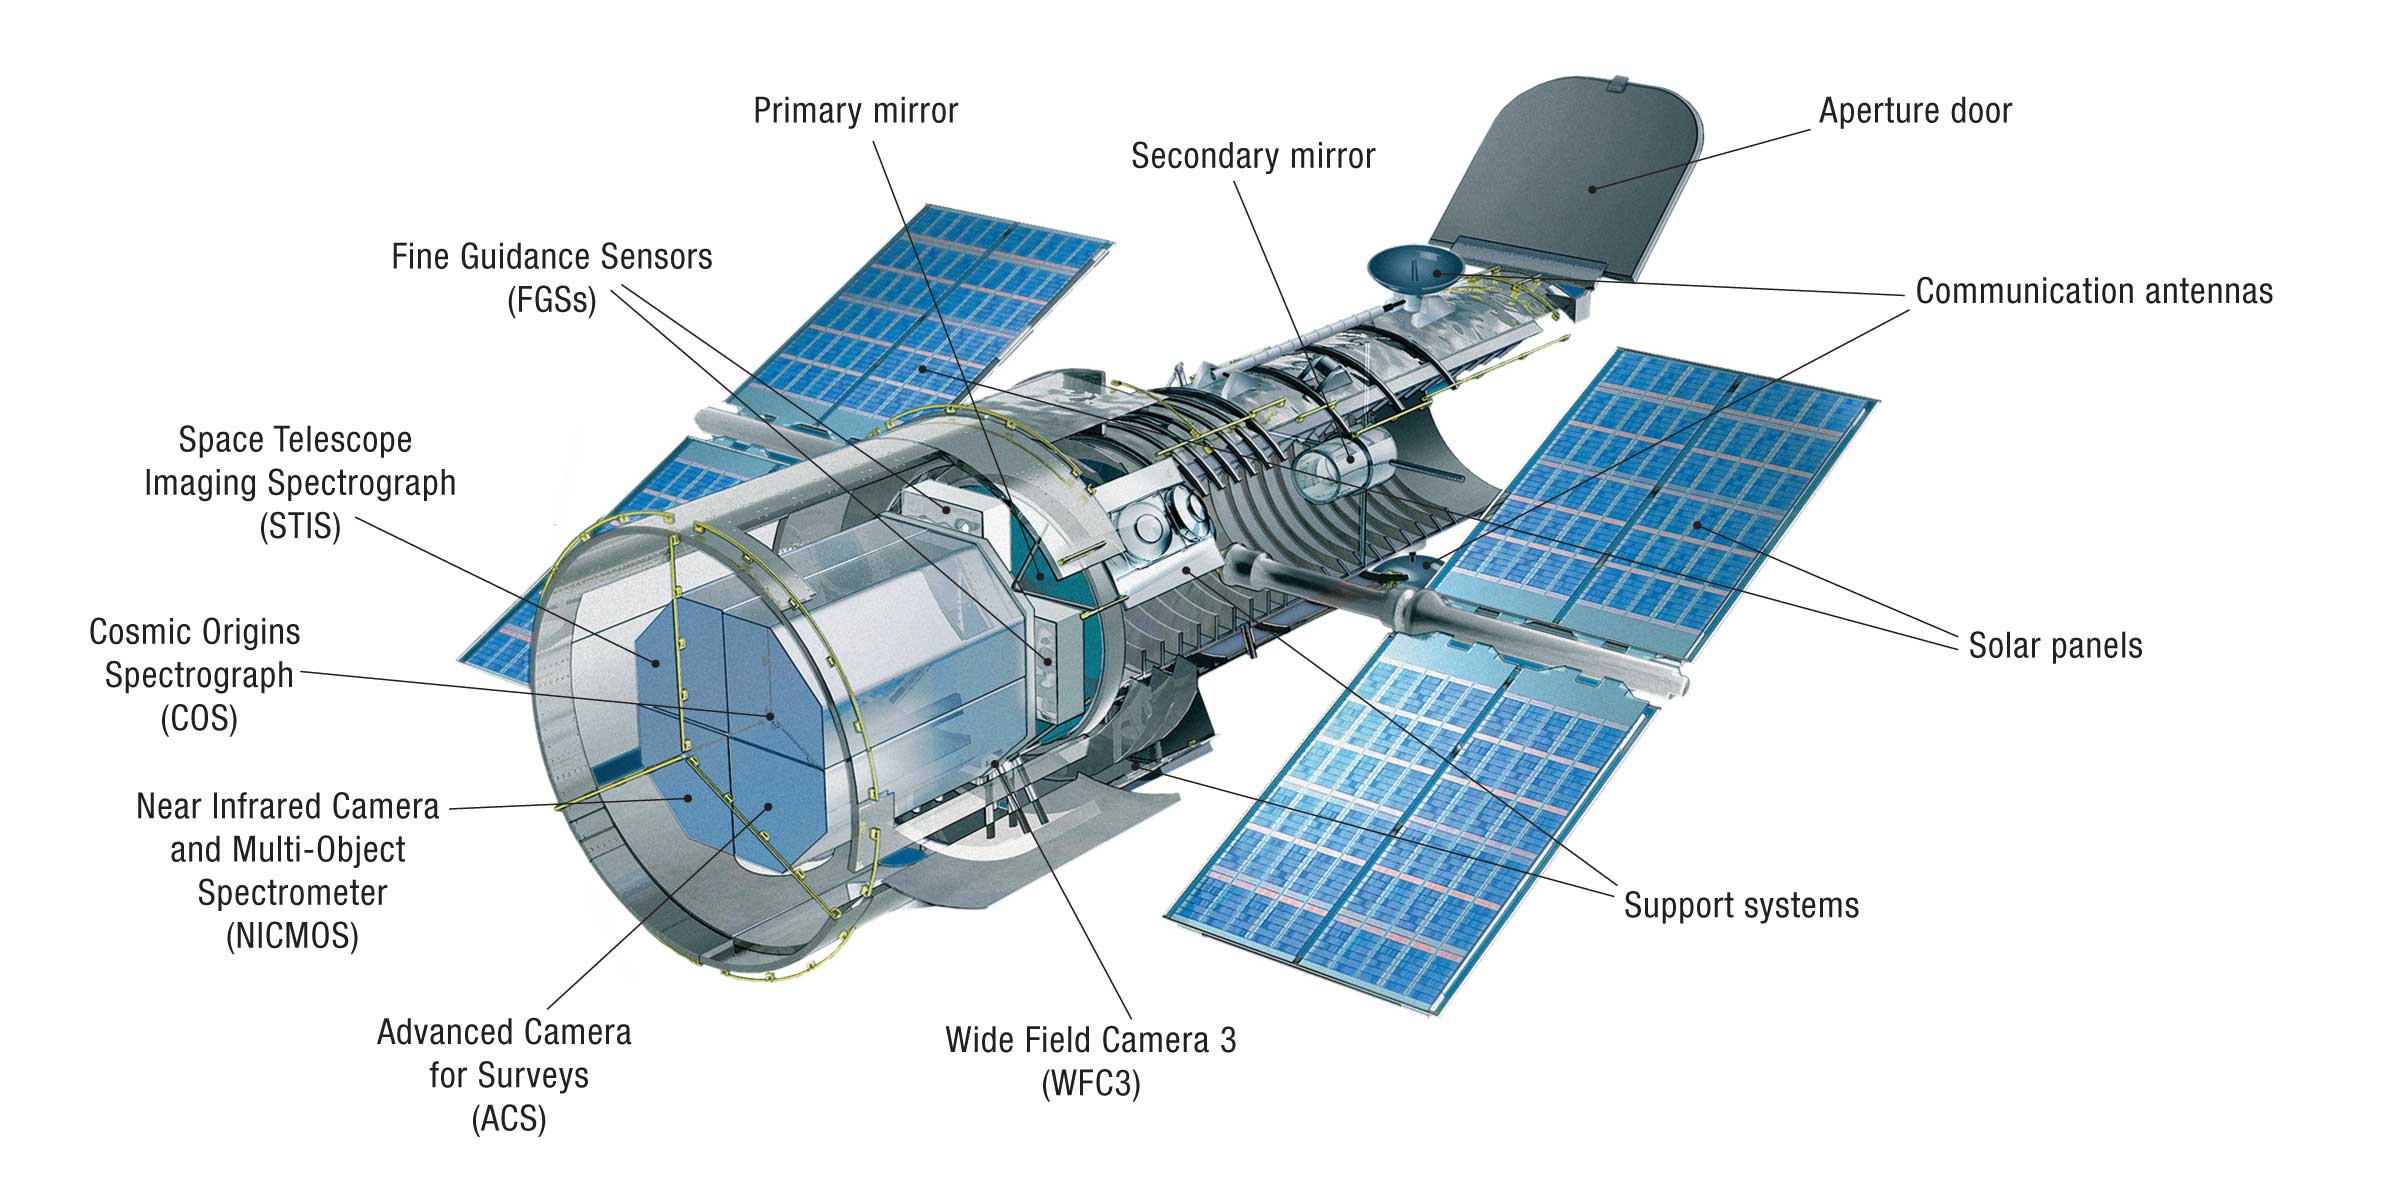 Primary mirror
Secondary mirror
Aperture door
Fine Guidance Sensors
(FGSs)
Communication antennas
Space Telescope
Imaging Spectrograph
(STIS)
Cosmic Origins
Spectrograph
(COS)
Solar panels
Near Infrared Camera
and Multi-Object
Spectrometer
(NICMOS)
Support systems
Advanced Camera
for Surveys
(ACS)
Wide Field Camera 3
(WFC3)